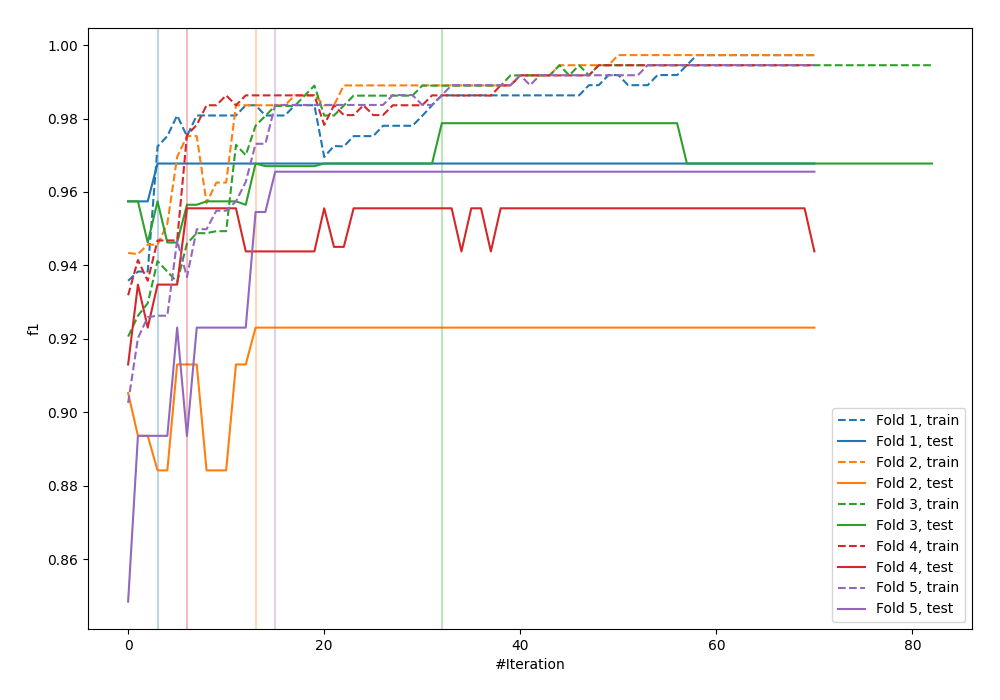 1.00
0.98
0.96
0.94
0.92
0.90
0.88
0.86
f1
0
20
40
60
80
#Iteration
Fold 1, train
Fold 1, test
Fold 2, train
Fold 2, test
Fold 3, train
Fold 3, test
Fold 4, train
Fold 4, test
Fold 5, train
Fold 5, test